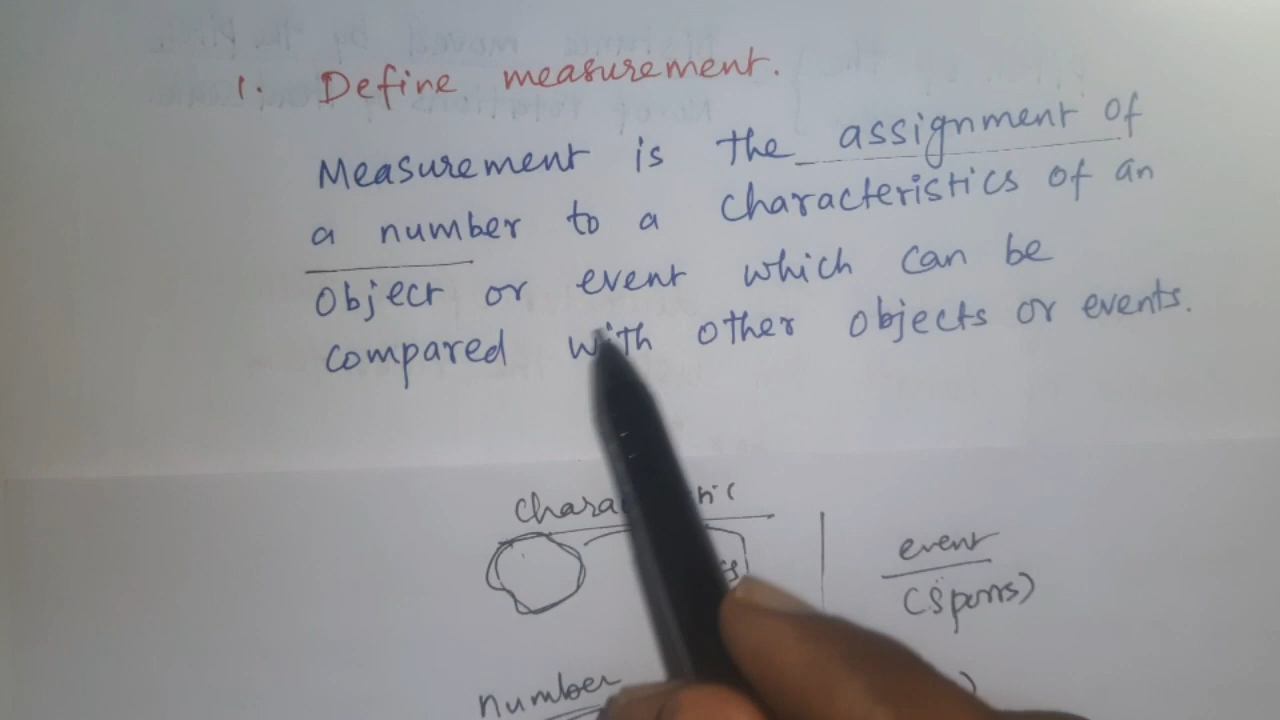 1. Define measurement.
Measurement is the assignment of
a number to a characteristics of an
object or event which can be
compared with other objects or events.
event
(Sports)
number